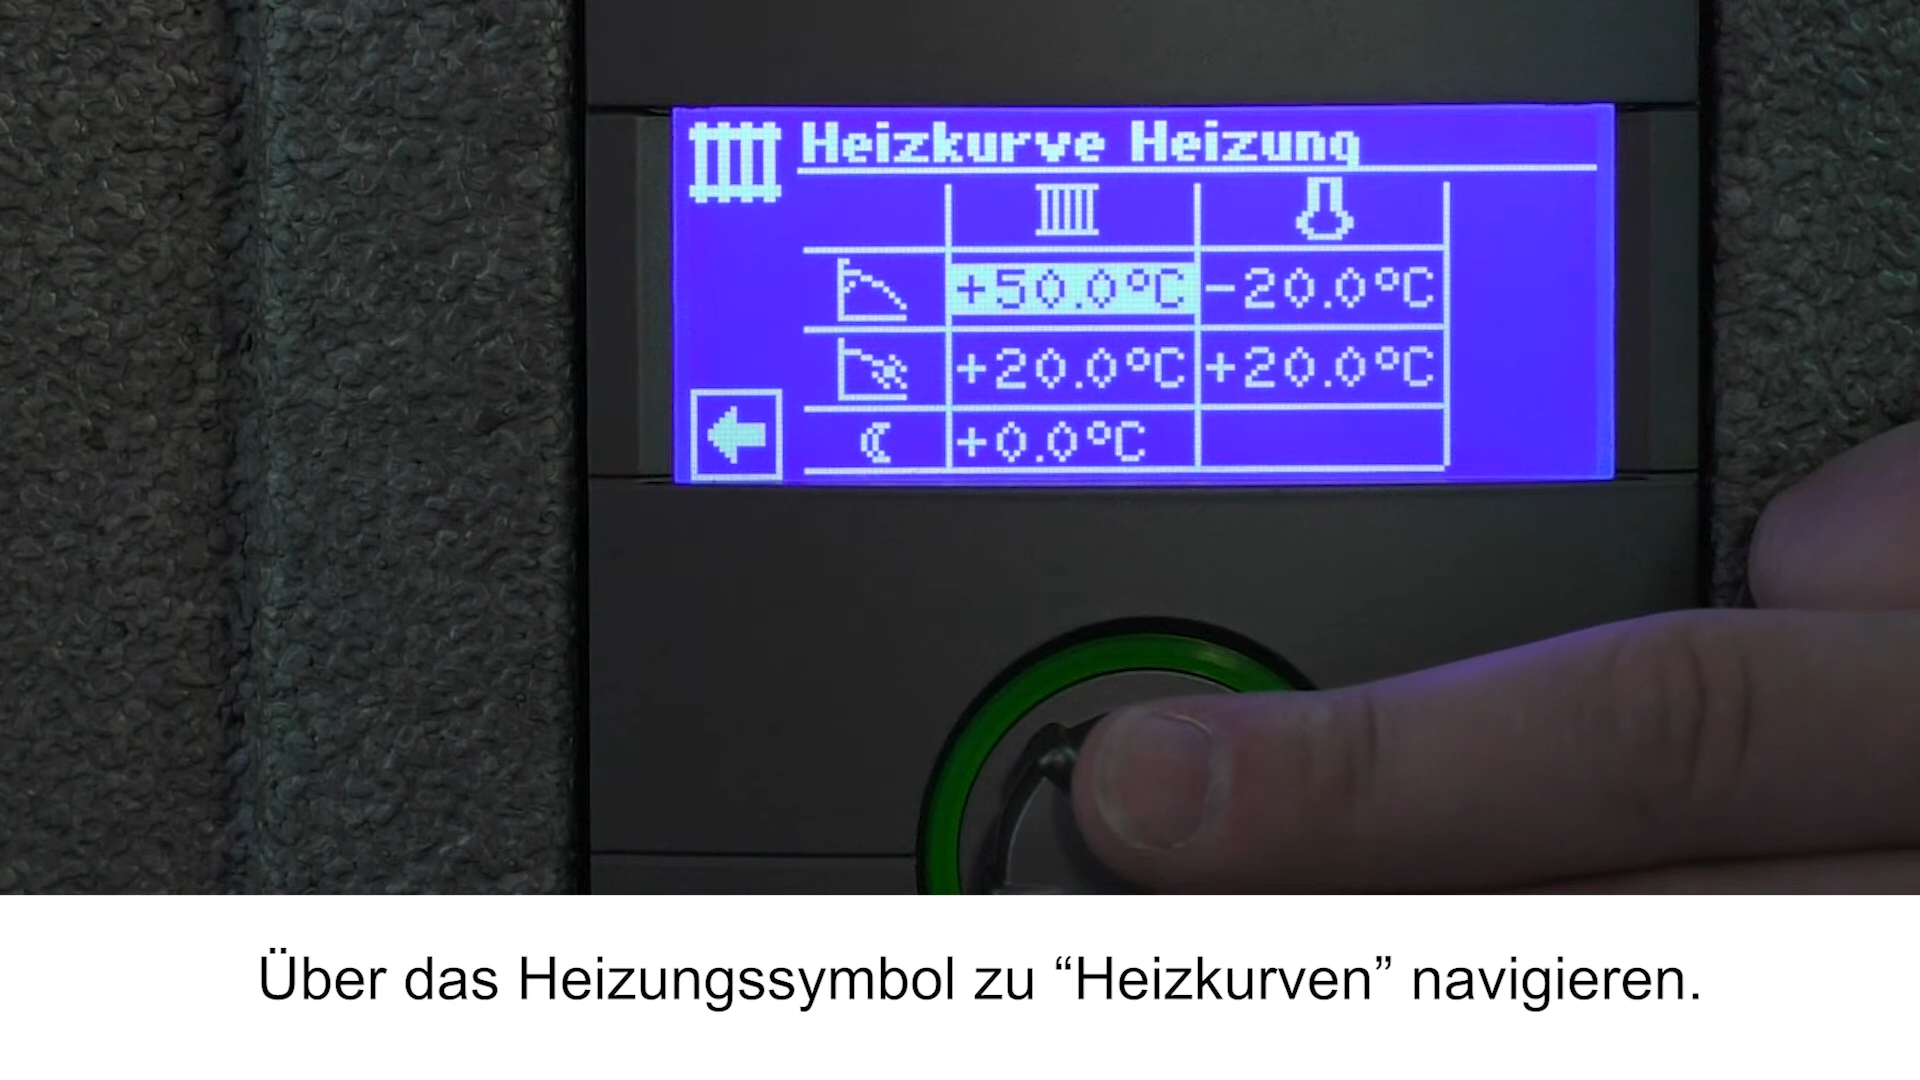 Heizkurve Heizung
+50.0°C -20.0°C
+20.0°C +20.0°C
+0.0°C
Über das Heizungssymbol zu “Heizkurven” navigieren.